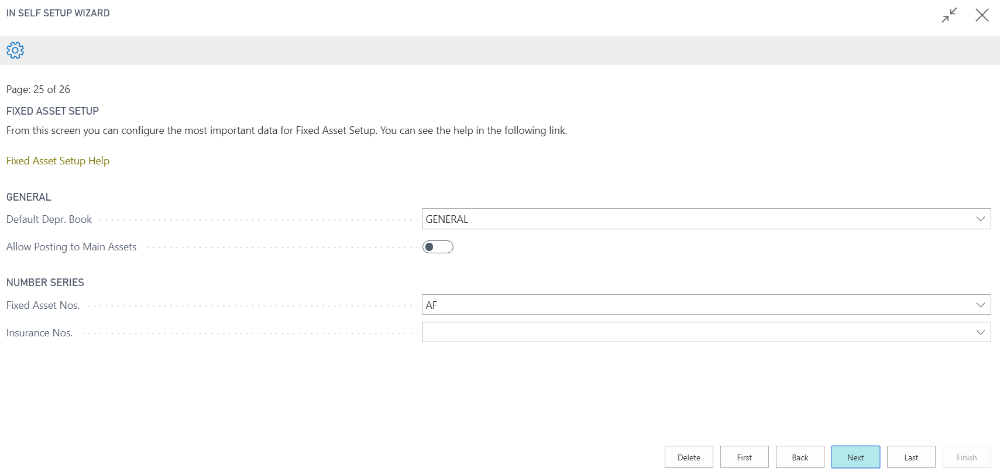 IN SELF SETUP WIZARD
Page: 25 of 26
FIXED ASSET SETUP
From this screen you can configure the most important data for Fixed Asset Setup. You can see the help in the following link.
Fixed Asset Setup Help
GENERAL
Default Depr. Book GENERAL
Allow Posting to Main Assets
NUMBER SERIES
Fixed Asset Nos. AF
Insurance Nos.
Delete First Back Next Last Finish